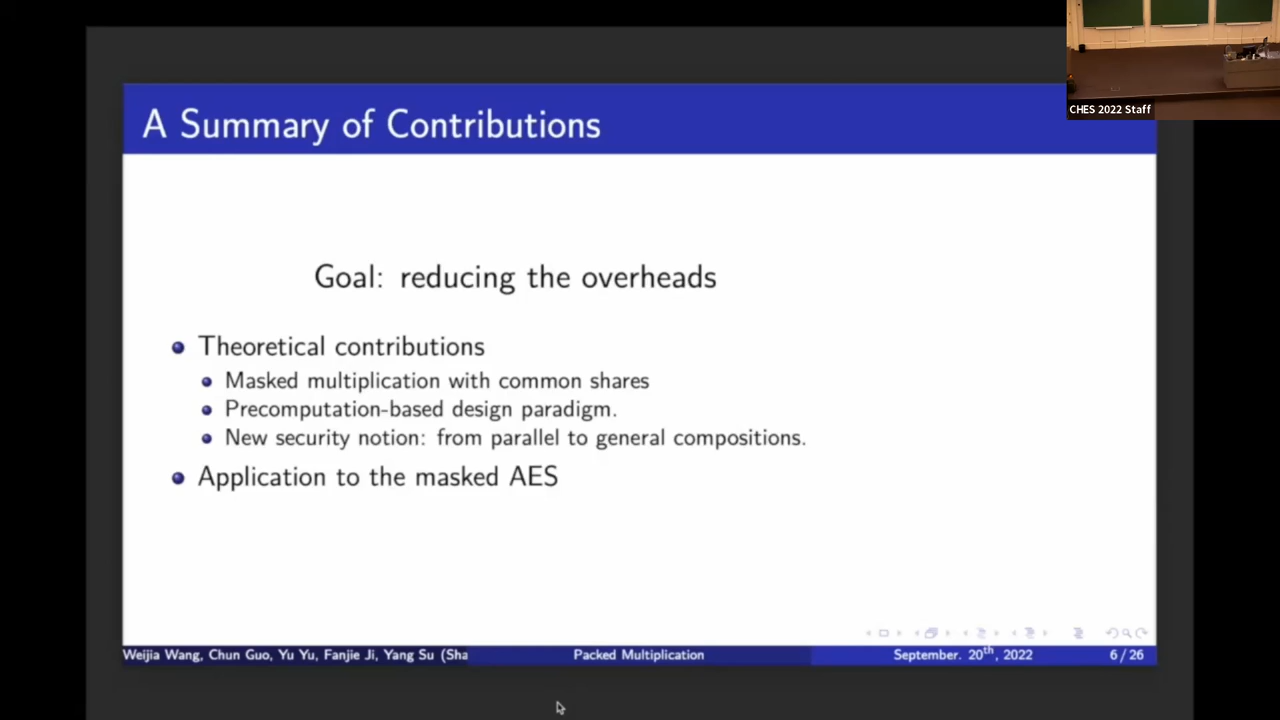 A Summary of Contributions
CHES 2022 Staff
Goal: reducing the overheads
Theoretical contributions
Masked multiplication with common shares
Precomputation-based design paradigm.
New security notion: from parallel to general compositions.
Application to the masked AES
Weijia Wang, Chun Guo, Yu Yu, Fanjie Ji, Yang Su (Sha
Packed Multiplication
September. 20th, 2022
6 / 26